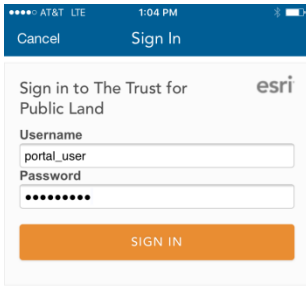 ●●●●○ AT&T LTE 1:04 PM
Cancel Sign In
Sign in to The Trust for
Public Land
esri
Username
portal_user
Password
●●●●●●●●●
SIGN IN